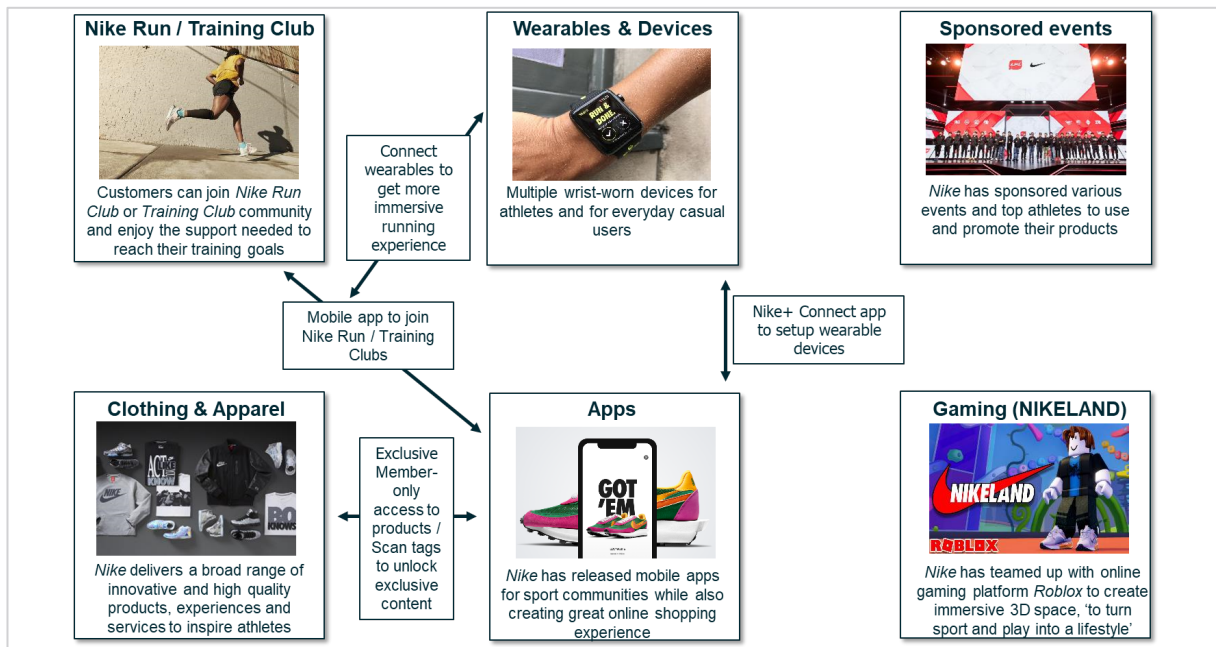 Nike Run / Training Club
Customers can join Nike Run
Club or Training Club community
and enjoy the support needed to
reach their training goals
Connect
wearables to
get more
immersive
running
experience
Wearables & Devices
RUN &
DONE.
Multiple wrist-worn devices for
athletes and for everyday casual
users
Sponsored events
Nike has sponsored various
events and top athletes to use
and promote their products
Mobile app to join
Nike Run / Training
Clubs
Nike+ Connect app
to setup wearable
devices
Clothing & Apparel
NIKE
ACT
KNOW
BO
KNOWS
Nike delivers a broad range of
innovative and high quality
products, experiences and
services to inspire athletes
Exclusive
Member-
only
access to
products /
Scan tags
to unlock
exclusive
content
Apps
GOT
'EM
Nike has released mobile apps
for sport communities while also
creating great online shopping
experience
Gaming (NIKELAND)
NIKELAND
ROBLOX
Nike has teamed up with online
gaming platform Roblox to create
immersive 3D space, 'to turn
sport and play into a lifestyle'